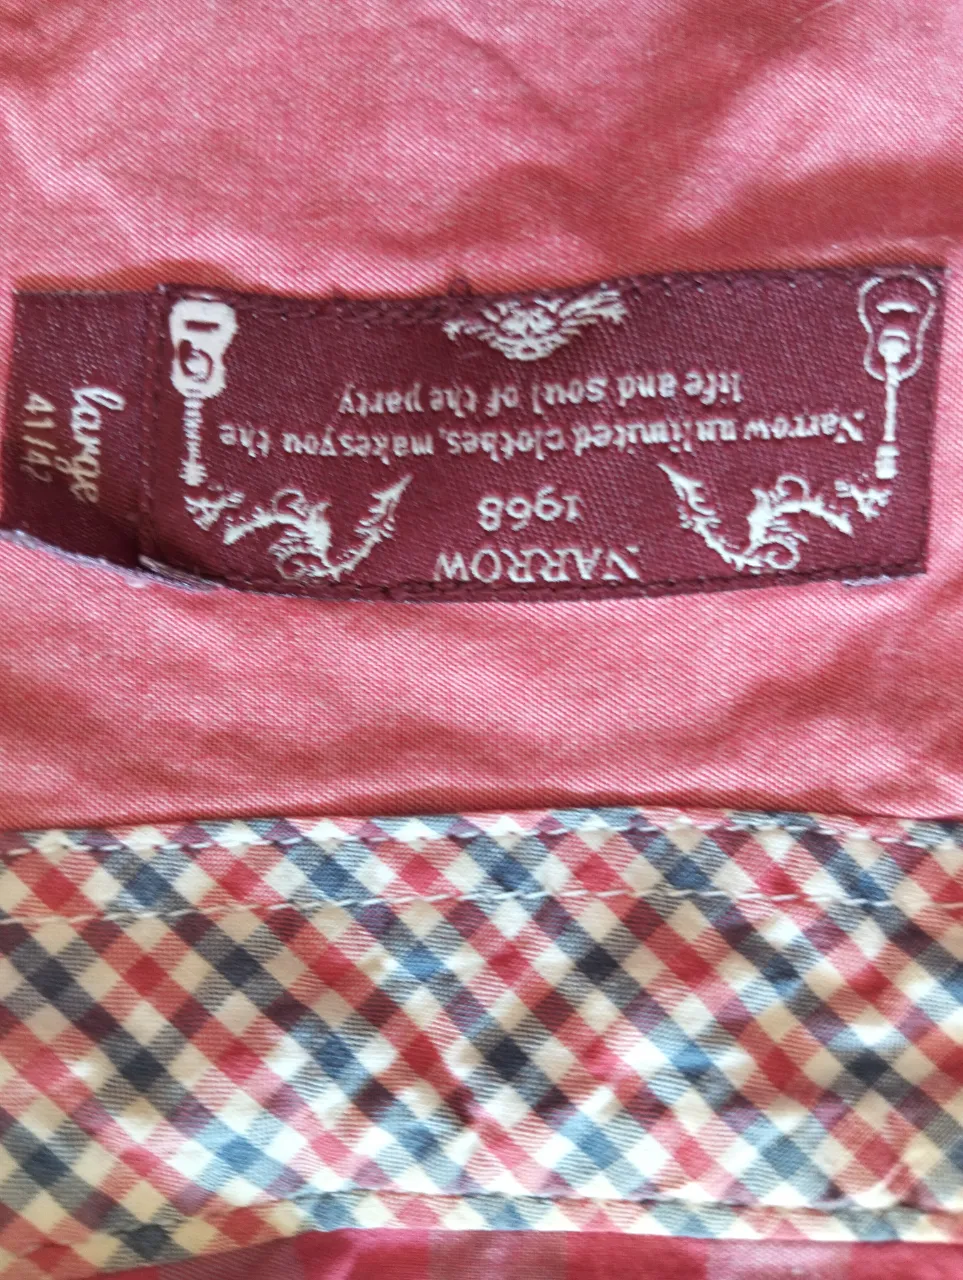 NARROW
1968
Narrow unlimited clothes, makes you the
life and soul of the party
large
41/42